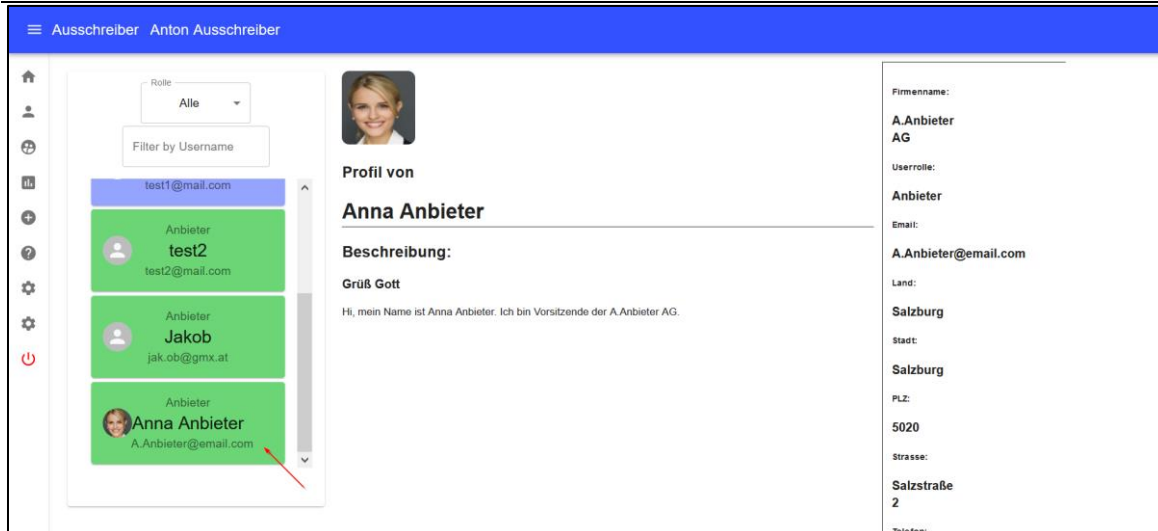 Ausschreiber Anton Ausschreiber
Rolle
Alle
Filter by Username
test1@mail.com
Anbieter
test2
test2@mail.com
Anbieter
Jakob
jak.ob@gmx.at
Anbieter
Anna Anbieter
A.Anbieter@email.com
Profil von
Anna Anbieter
Beschreibung:
Grüß Gott
Hi, mein Name ist Anna Anbieter. Ich bin Vorsitzende der A.Anbieter AG.
Firmenname:
A.Anbieter
AG
Userrolle:
Anbieter
Email:
A.Anbieter@email.com
Land:
Salzburg
Stadt:
Salzburg
PLZ:
5020
Strasse:
Salzstraße
2
Telefon: